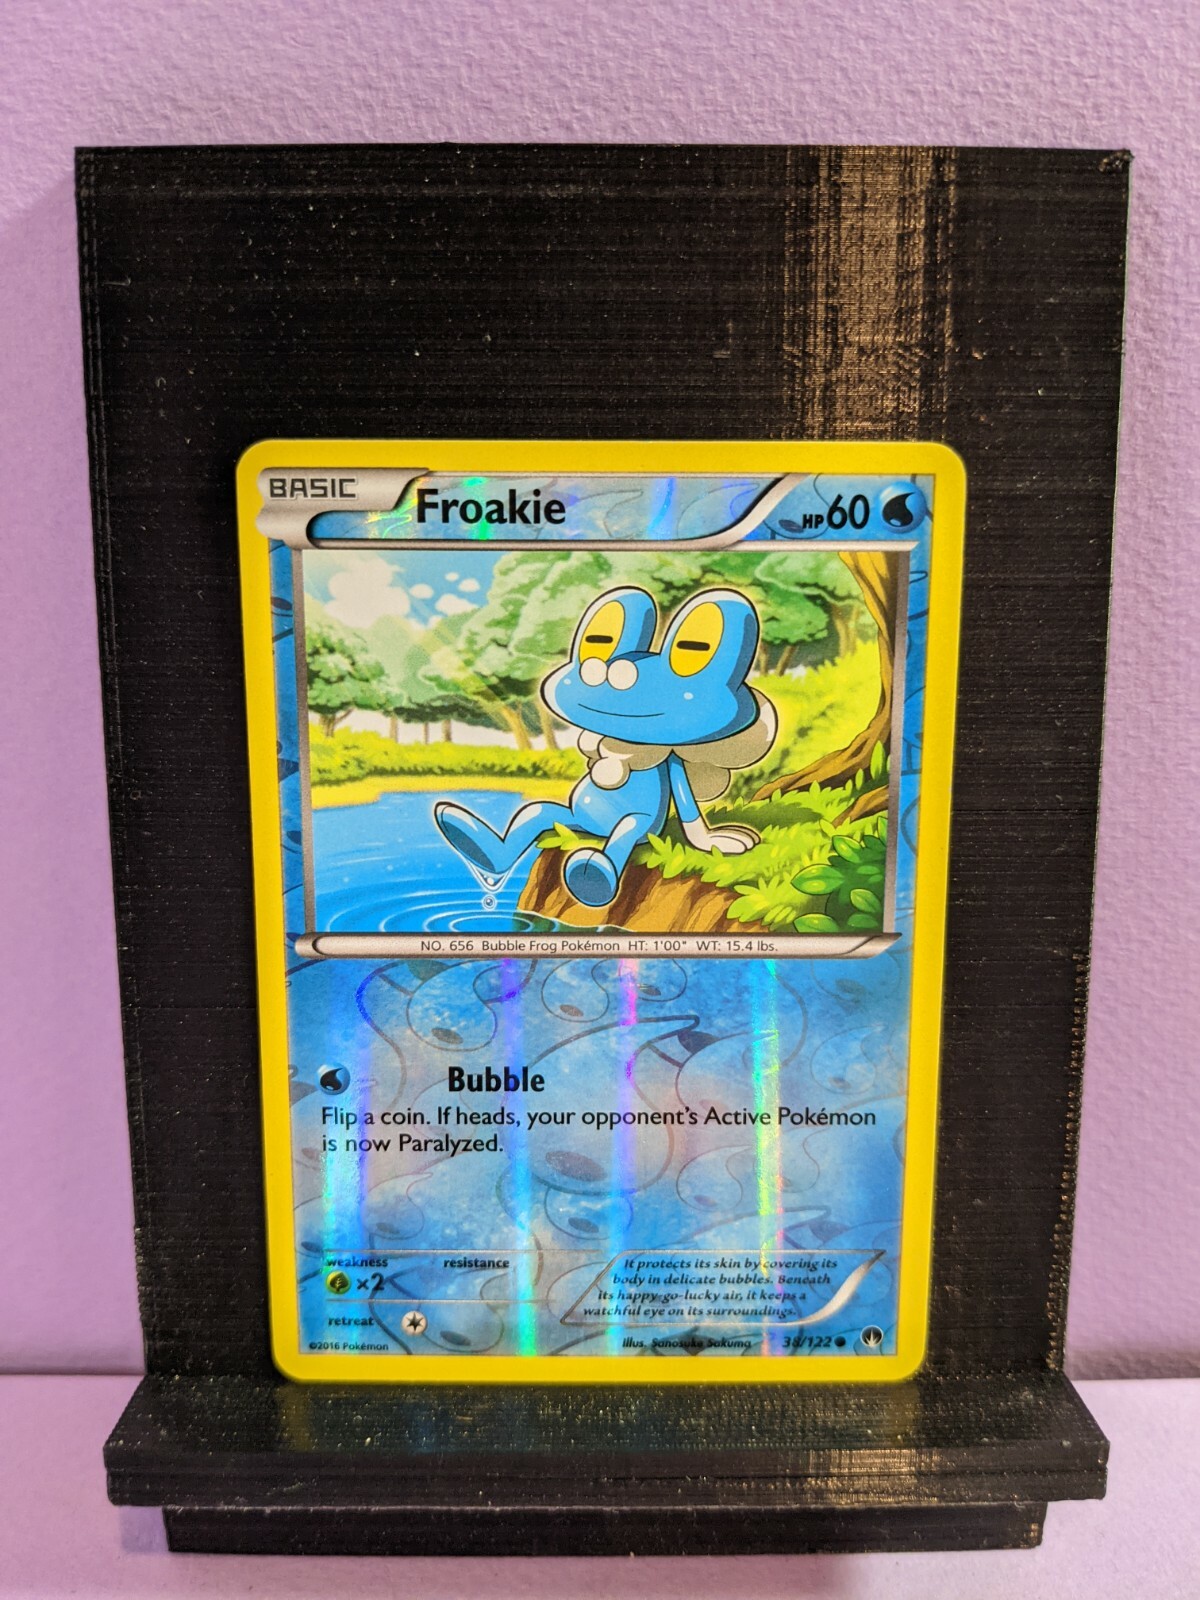 BASIC Froakie HP60
NO. 656 Bubble Frog Pokémon HT: 1'00" WT: 15.4 lbs.
Bubble
Flip a coin. If heads, your opponent's Active Pokémon
is now Paralyzed.
weakness resistance
×2
retreat
It protects its skin by covering its
body in delicate bubbles. Beneath
its happy-go-lucky air, it keeps a
watchful eye on its surroundings.
©2016 Pokémon
Illus. Sanosuke Sakuma 38/122